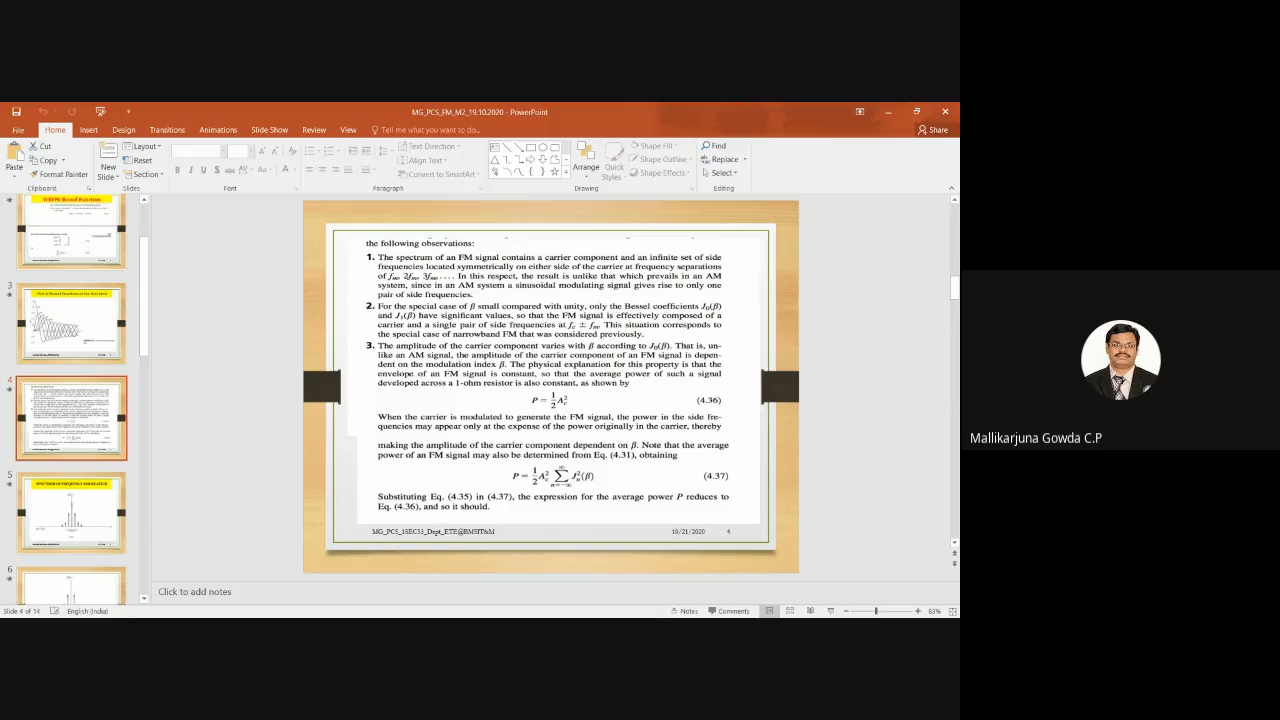 MG_PCS_FM_M2_19.10.2020 - PowerPoint
File Home Insert Design Transitions Animations Slide Show Review View Tell me what you want to do... Share
Paste
Cut
Copy
Format Painter
Clipboard
New
Slide
Layout
Reset
Section
Slides
B I U S abc AV Aa A
Font
Text Direction
Align Text
Convert to SmartArt
Paragraph
Arrange
Quick
Styles
Shape Fill
Shape Outline
Shape Effects
Drawing
Find
Replace
Select
Editing
WBFM: Bessel Function
3
4
5
SPECTRUM OF FREQUENCY MODULATION
6
the following observations:
1. The spectrum of an FM signal contains a carrier component and an infinite set of side
frequencies located symmetrically on either side of the carrier at frequency separations
of fm, 2fm, 3fm, . . . . In this respect, the result is unlike that which prevails in an AM
system, since in an AM system a sinusoidal modulating signal gives rise to only one
pair of side frequencies.
2. For the special case of β small compared with unity, only the Bessel coefficients J0(β)
and J1(β) have significant values, so that the FM signal is effectively composed of a
carrier and a single pair of side frequencies at fc ± fm. This situation corresponds to
the special case of narrowband FM that was considered previously.
3. The amplitude of the carrier component varies with β according to J0(β). That is, un-
like an AM signal, the amplitude of the carrier component of an FM signal is depen-
dent on the modulation index β. The physical explanation for this property is that the
envelope of an FM signal is constant, so that the average power of such a signal
developed across a 1-ohm resistor is also constant, as shown by
P = 1/2 Ac² (4.36)
When the carrier is modulated to generate the FM signal, the power in the side fre-
quencies may appear only at the expense of the power originally in the carrier, thereby
making the amplitude of the carrier component dependent on β. Note that the average
power of an FM signal may also be determined from Eq. (4.31), obtaining
P = 1/2 Ac² ∑ n=-∞ ∞ Jn²(β) (4.37)
Substituting Eq. (4.35) in (4.37), the expression for the average power P reduces to
Eq. (4.36), and so it should.
MG_PCS_18EC53_Dept_ETE@BMSIT&M 10/21/2020 4
Click to add notes
Slide 4 of 14 English (India) Notes Comments 83%
Mallikarjuna Gowda C.P